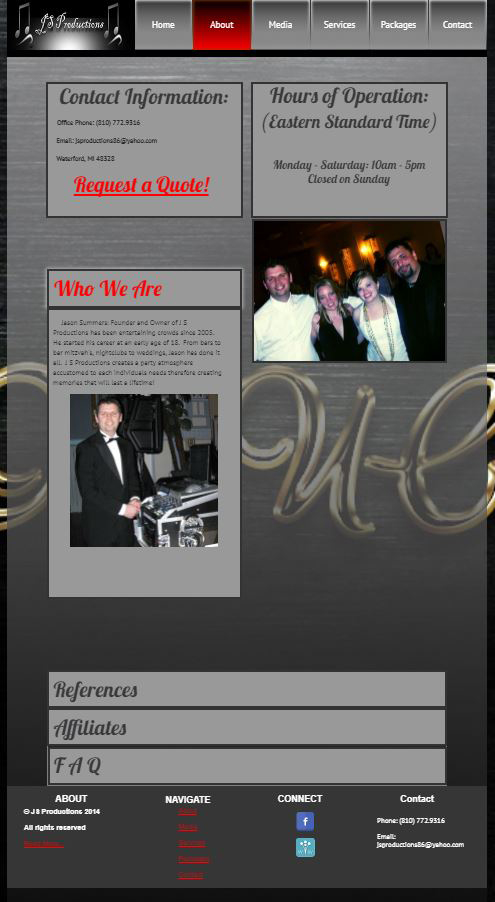 J S Productions
Home
About
Media
Services
Packages
Contact
Contact Information:
Office Phone: (810) 772.9316
Email: jsproductions86@yahoo.com
Waterford, MI 48328
Request a Quote!
Hours of Operation:
(Eastern Standard Time)
Monday - Saturday: 10am - 5pm
Closed on Sunday
Who We Are
Jason Summers: Founder and Owner of J S
Productions has been entertaining crowds since 2005.
He started his career at an early age of 18. From bars to
bar mitzvah's, nightclubs to weddings, Jason has done it
all. J S Productions creates a party atmosphere
accustomed to each individuals needs therefore creating
memories that will last a lifetime!
References
Affiliates
F A Q
ABOUT
© J S Productions 2014
All rights reserved
Read More...
NAVIGATE
About
Media
Services
Packages
Contact
CONNECT
f
Contact
Phone: (810) 772.9316
Email:
jsproductions86@yahoo.com